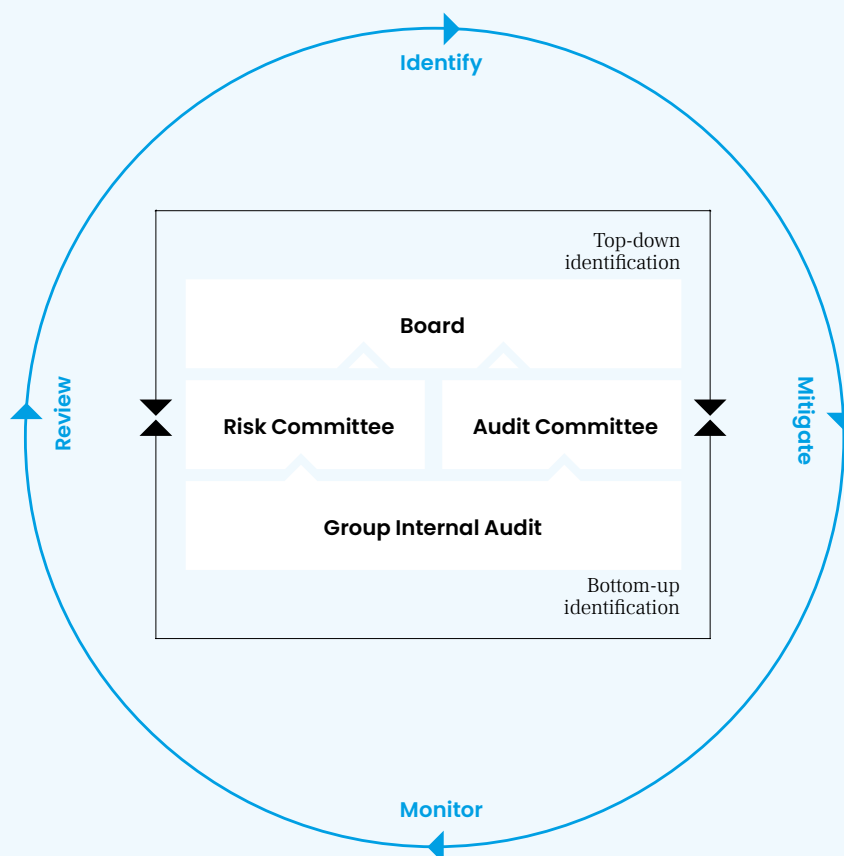 Identify
Top-down
identification
Board
Review
Mitigate
Risk Committee
Audit Committee
Group Internal Audit
Bottom-up
identification
Monitor